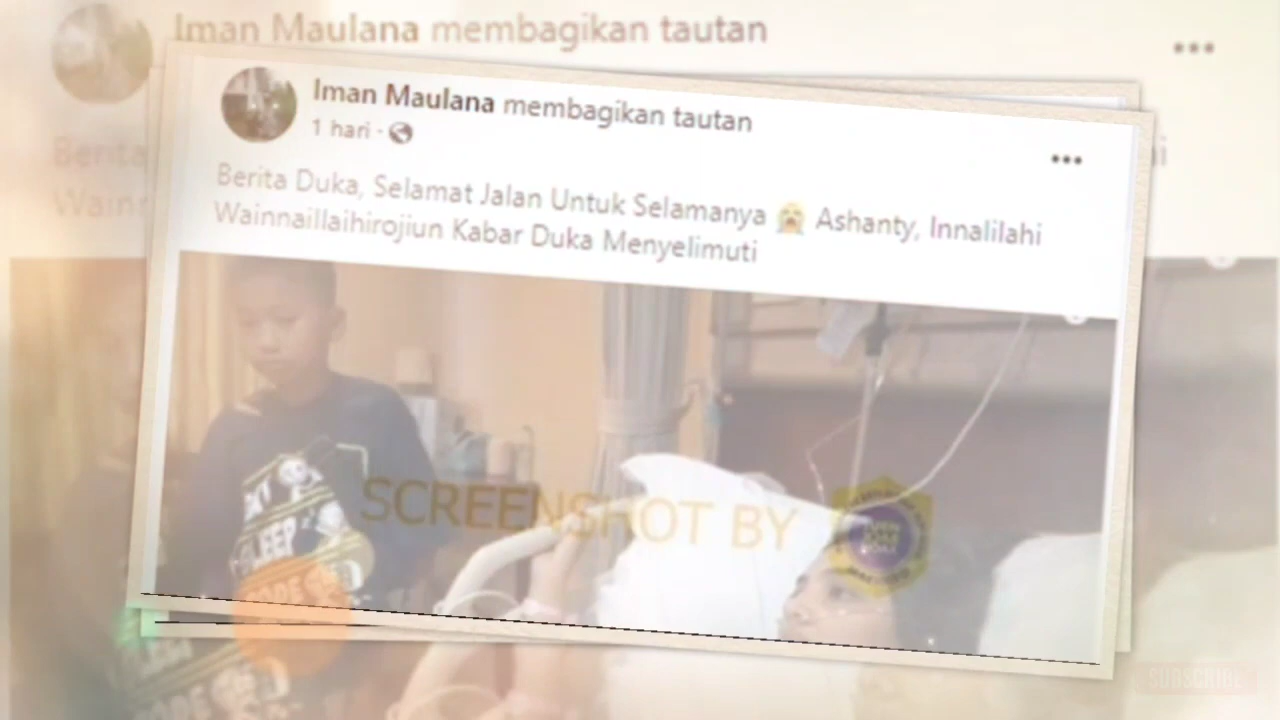 Iman Maulana membagikan tautan
Iman Maulana membagikan tautan
1 hari ·
Berita Duka, Selamat Jalan Untuk Selamanya 😭 Ashanty, Innalilahi
Wainnaillaihirojiun Kabar Duka Menyelimuti
SCREENSHOT BY
SUBSCRIBE